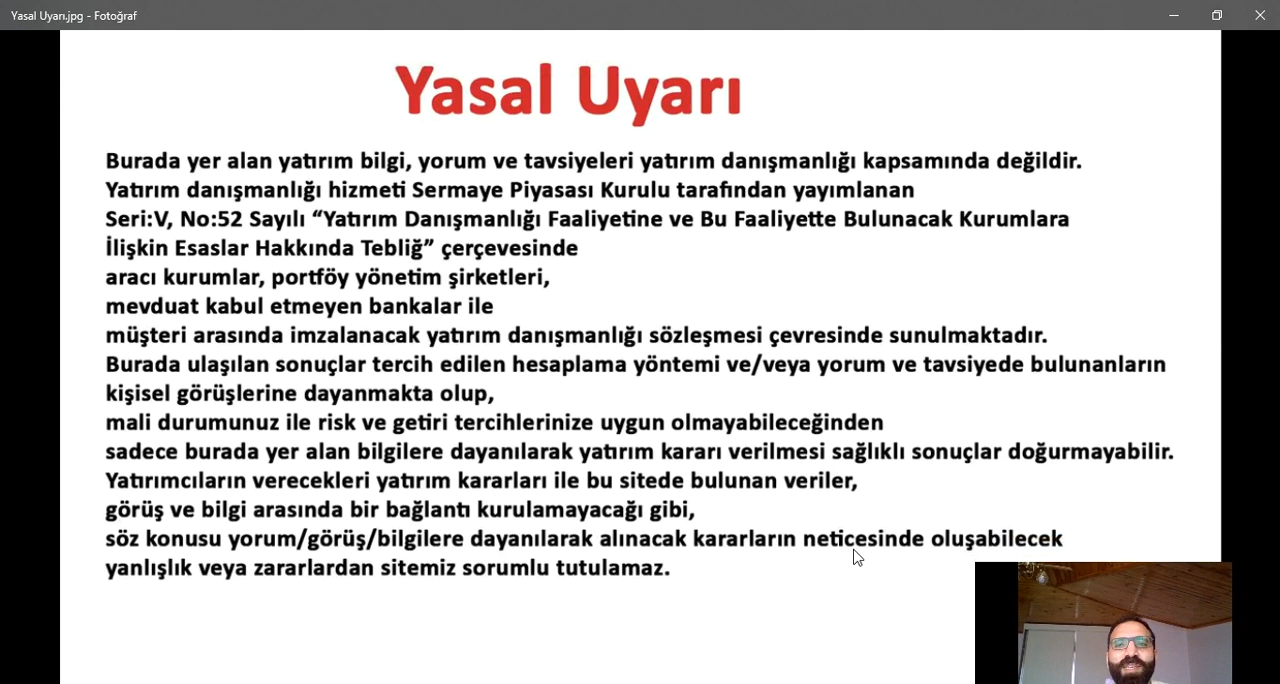 Yasal Uyarı.jpg - Fotoğraf
Yasal Uyarı
Burada yer alan yatırım bilgi, yorum ve tavsiyeleri yatırım danışmanlığı kapsamında değildir.
Yatırım danışmanlığı hizmeti Sermaye Piyasası Kurulu tarafından yayımlanan
Seri:V, No:52 Sayılı “Yatırım Danışmanlığı Faaliyetine ve Bu Faaliyette Bulunacak Kurumlara
İlişkin Esaslar Hakkında Tebliğ” çerçevesinde
aracı kurumlar, portföy yönetim şirketleri,
mevduat kabul etmeyen bankalar ile
müşteri arasında imzalanacak yatırım danışmanlığı sözleşmesi çevresinde sunulmaktadır.
Burada ulaşılan sonuçlar tercih edilen hesaplama yöntemi ve/veya yorum ve tavsiyede bulunanların
kişisel görüşlerine dayanmakta olup,
mali durumunuz ile risk ve getiri tercihlerinize uygun olmayabileceğinden
sadece burada yer alan bilgilere dayanılarak yatırım kararı verilmesi sağlıklı sonuçlar doğurmayabilir.
Yatırımcıların verecekleri yatırım kararları ile bu sitede bulunan veriler,
görüş ve bilgi arasında bir bağlantı kurulamayacağı gibi,
söz konusu yorum/görüş/bilgilere dayanılarak alınacak kararların neticesinde oluşabilecek
yanlışlık veya zararlardan sitemiz sorumlu tutulamaz.